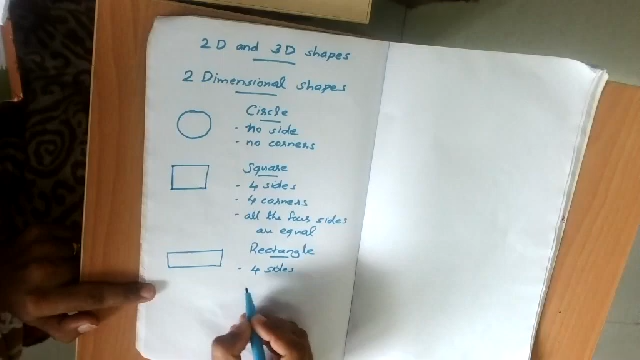 2D and 3D shapes
2 Dimensional shapes
Circle
- no side
- no corners
Square
- 4 sides
- 4 corners
- all the four sides
are equal
Rectangle
- 4 sides